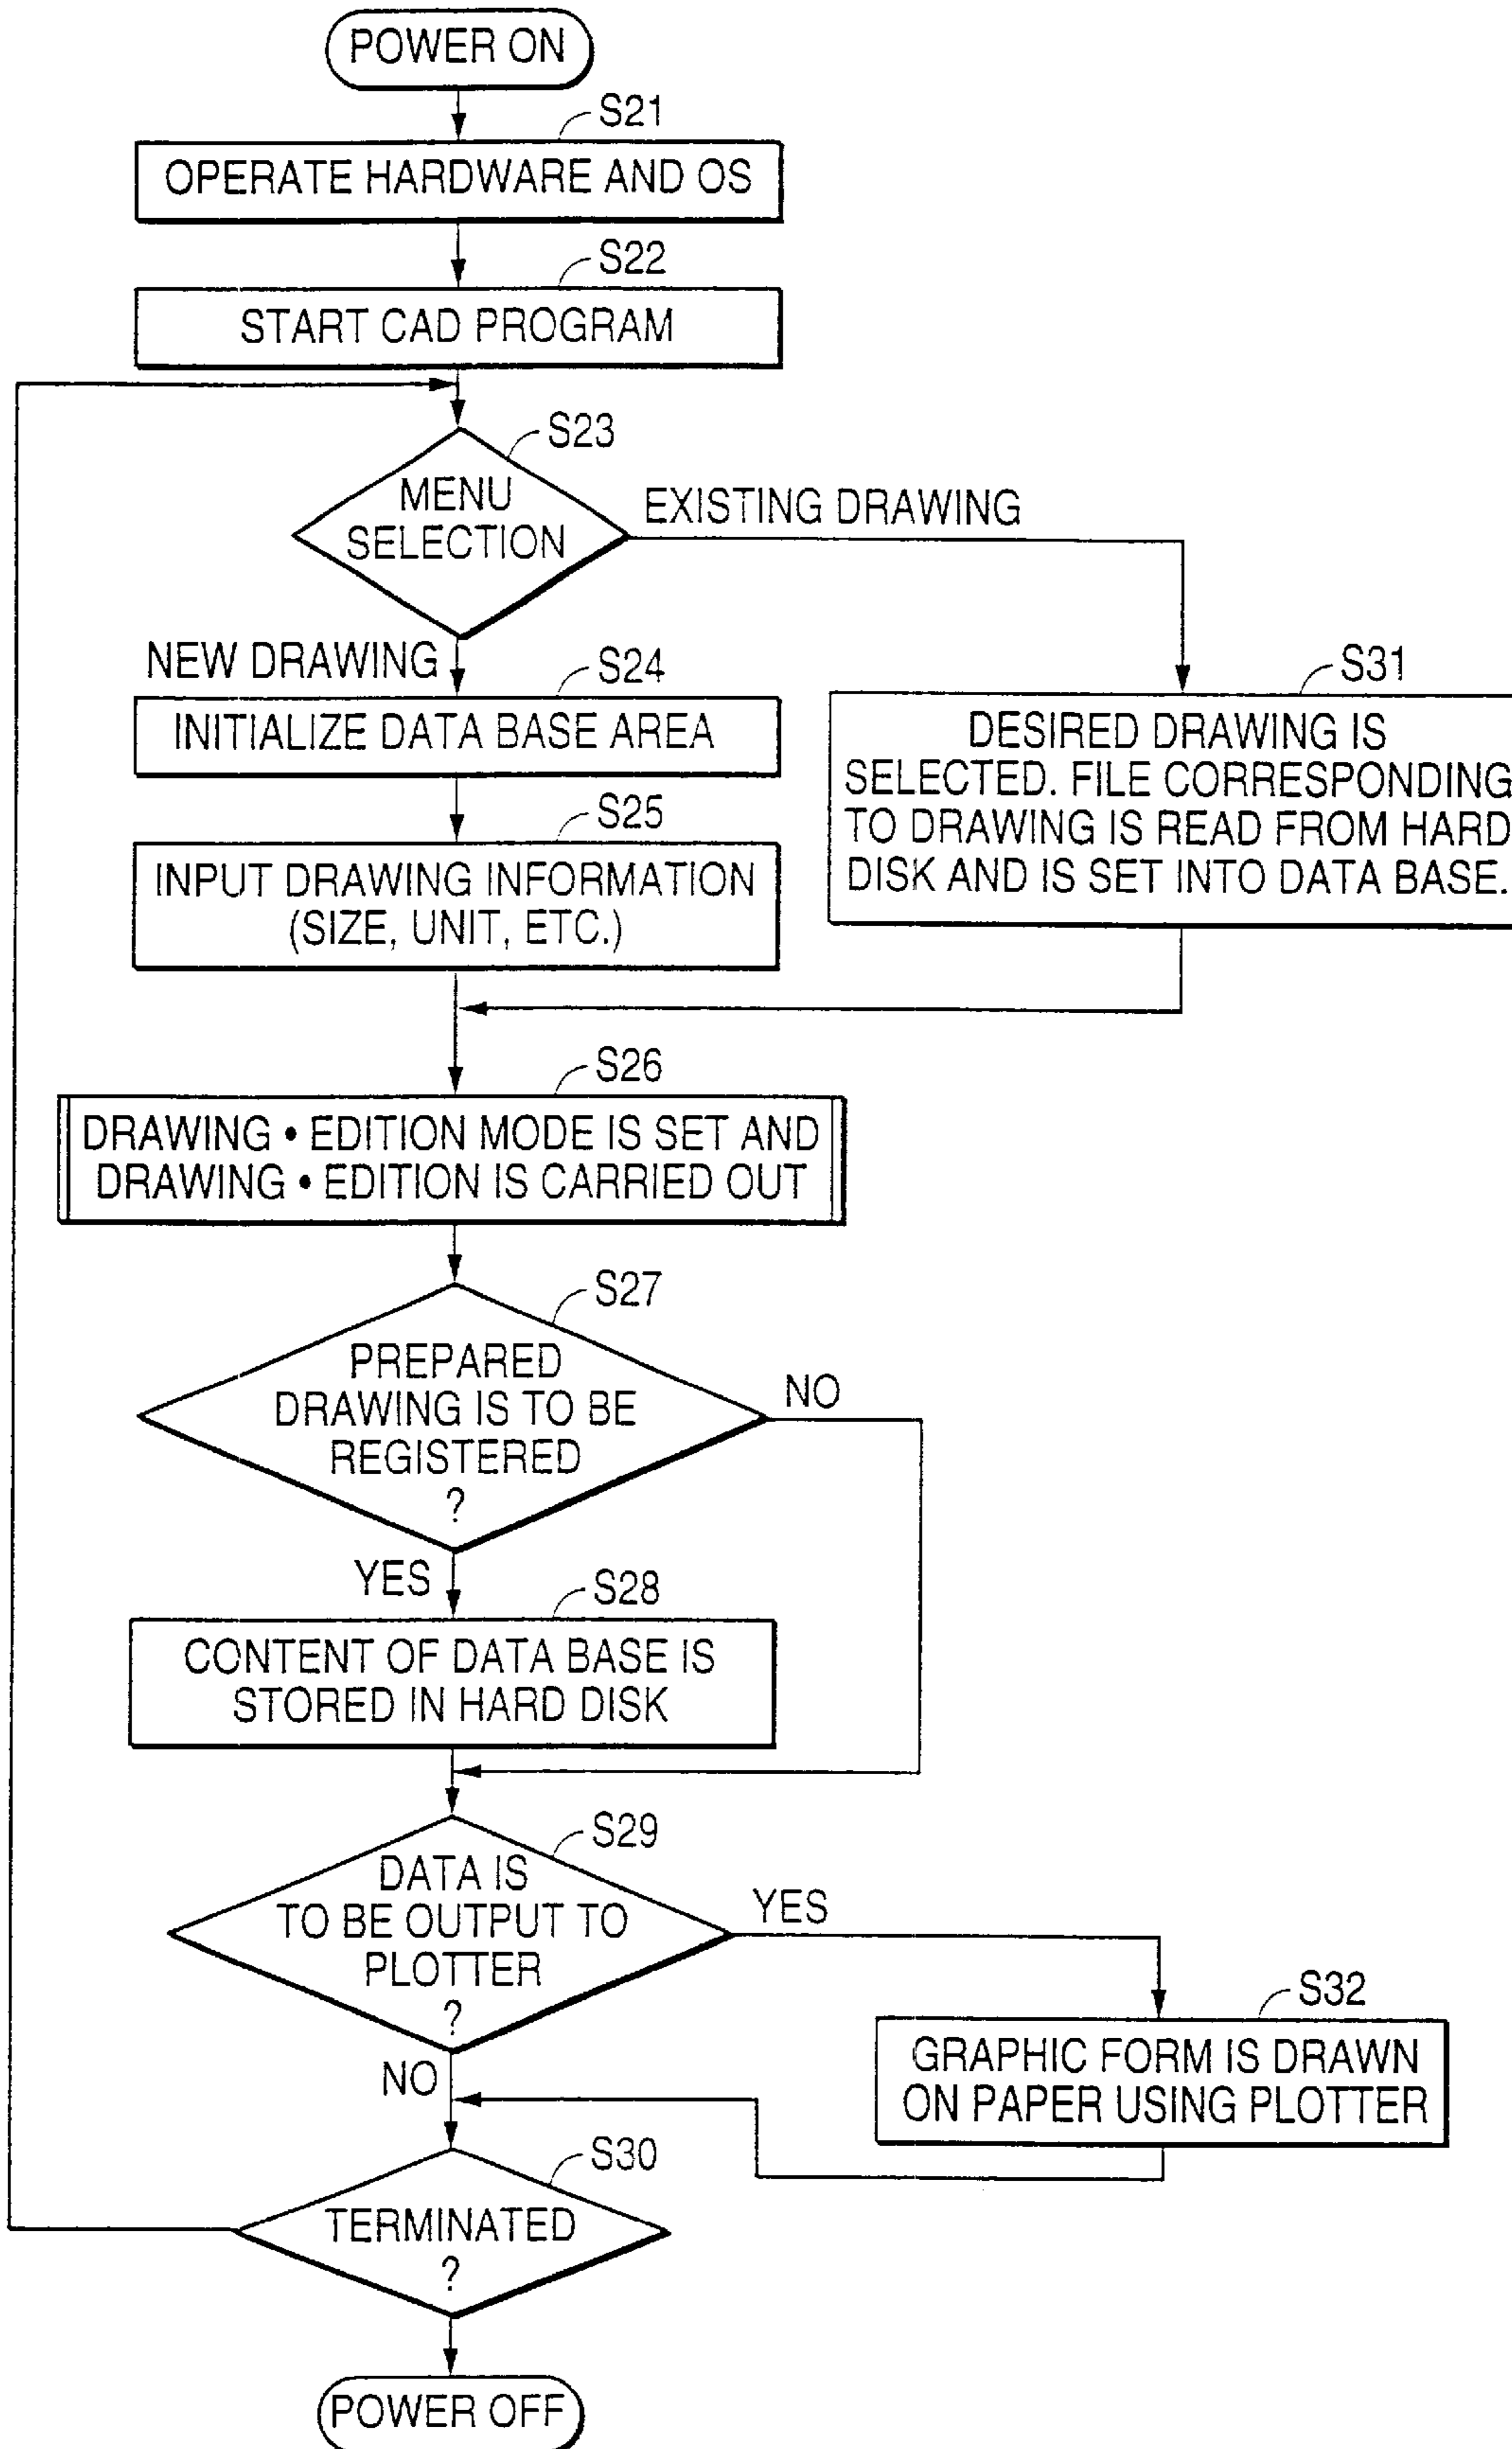 POWER ON
S21
OPERATE HARDWARE AND OS
S22
START CAD PROGRAM
S23
MENU
SELECTION
EXISTING DRAWING
NEW DRAWING
S24
INITIALIZE DATA BASE AREA
S31
DESIRED DRAWING IS
SELECTED. FILE CORRESPONDING
TO DRAWING IS READ FROM HARD
DISK AND IS SET INTO DATA BASE.
S25
INPUT DRAWING INFORMATION
(SIZE, UNIT, ETC.)
S26
DRAWING • EDITION MODE IS SET AND
DRAWING • EDITION IS CARRIED OUT
S27
PREPARED
DRAWING IS TO BE
REGISTERED
?
NO
YES
S28
CONTENT OF DATA BASE IS
STORED IN HARD DISK
S29
DATA IS
TO BE OUTPUT TO
PLOTTER
?
YES
S32
GRAPHIC FORM IS DRAWN
ON PAPER USING PLOTTER
NO
S30
TERMINATED
?
POWER OFF